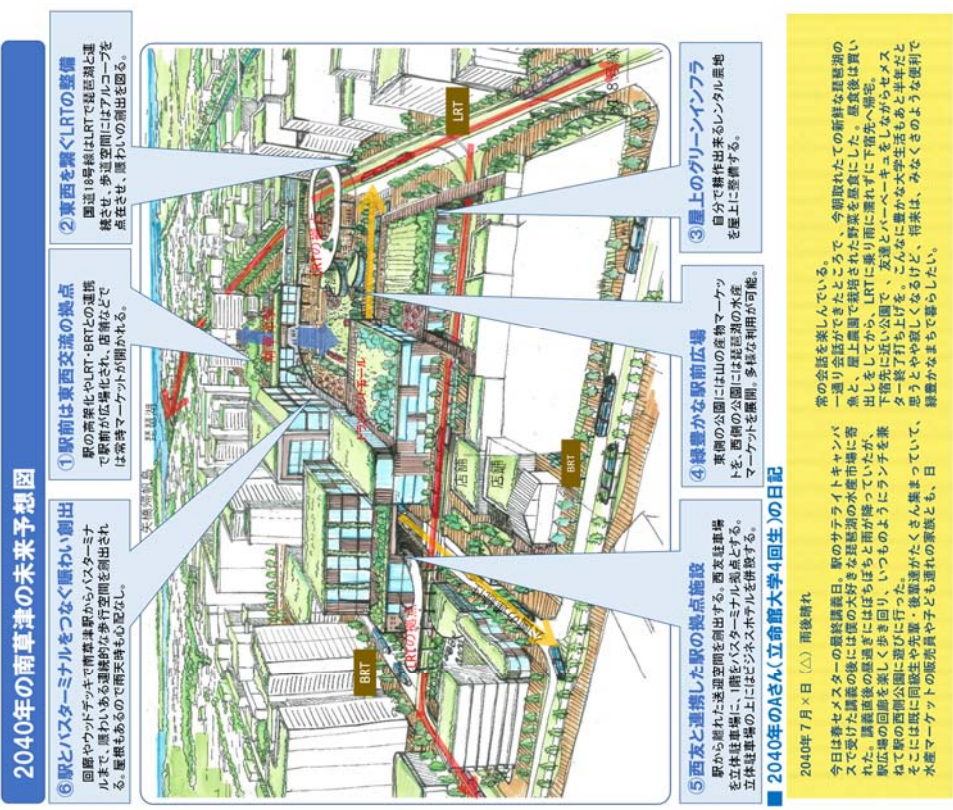 2040年の南草津の未来予想図
⑥駅とバスターミナルをつなぐ賑わい創出
回廊やウッドデッキで南草津駅からバスターミナ
ルまで、賑わいある連続的な歩行空間を創出され
る。屋根もあるので雨天時も心配なし。
①駅前は東西交流の拠点
駅の高架化やLRT・BRTとの連携
で駅前が広場化され、店舗などで
は常時マーケットが開かれる。
②東西を繋ぐLRTの整備
国道18号線はLRTで琵琶湖と連
続させ、歩道空間にはアルコーブを
点在させ、賑わいの創出を図る。
矢橋帰帆島
琵琶湖
LRT
トランジットモール
店舗
店舗
BRT
BRT
LRTの拠点
⑤西友と連携した駅の拠点施設
駅から離れた送迎空間を創出する。西友駐車場
を立体駐車場に、1階をバスターミナル拠点とする。
立体駐車場の上にはビジネスホテルを併設する。
④緑豊かな駅前広場
東側の公園には山の産物マーケッ
トを、西側の公園には琵琶湖の水産
マーケットを展開。多様な利用が可能。
③屋上のグリーンインフラ
自分で耕作出来るレンタル農地
を屋上に整備する。
■ 2040年のAさん(立命館大学4回生)の日記
2040年7月×日(△) 雨後晴れ
今日は春セメスターの最終講義日。駅のサテライトキャンパ
スで受けた講義の後には僕の大好きな琵琶湖の水産市場に寄
れた。講義直後の昼過ぎにはぽちぽちと雨が降っていたが、
駅広場の回廊を楽しく歩き回り、いつものようにランチを兼
ねて駅の西側公園に遊びに行った。
そこには既に同級生や先輩・後輩達がたくさん集まっていて、
水産マーケットの販売員や子ども連れの家族とも、日
常の会話を楽しんでいる。
一通り会話ができたところで、今朝取れたての新鮮な琵琶湖の
魚と、屋上農園で栽培された野菜を昼食にした。昼食後は買い
出しをしてから、LRTに乗り雨に濡れずに下宿先へ帰宅。
下宿先に近い公園で、友達とバーベキューをしながらセメス
ター終了打ち上げを。こんなに豊かな大学生活もあと半年だと
思うとやや寂しくなるけど、将来は、みなくさのような便利で
緑豊かなまちで暮らしたい。